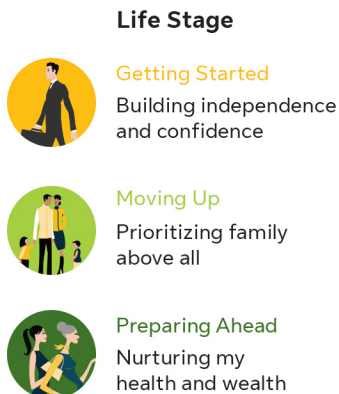 Life Stage
Getting Started
Building independence
and confidence
Moving Up
Prioritizing family
above all
Preparing Ahead
Nurturing my
health and wealth